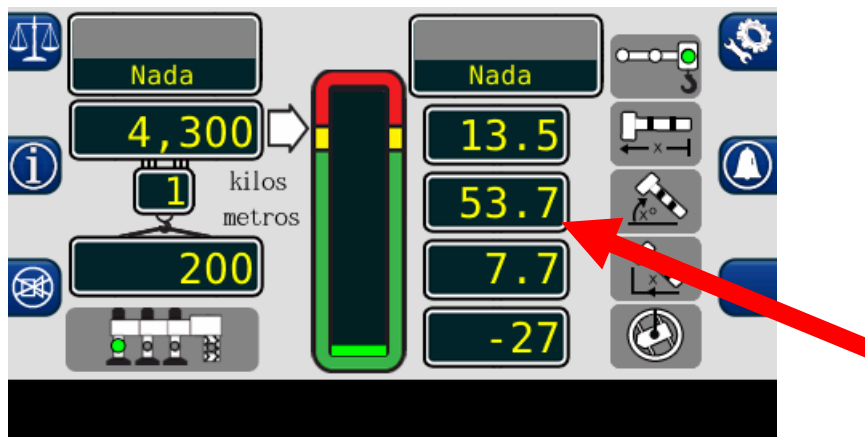 Nada
4,300
1
kilos
metros
200
Nada
13.5
53.7
7.7
-27
x
x°
x